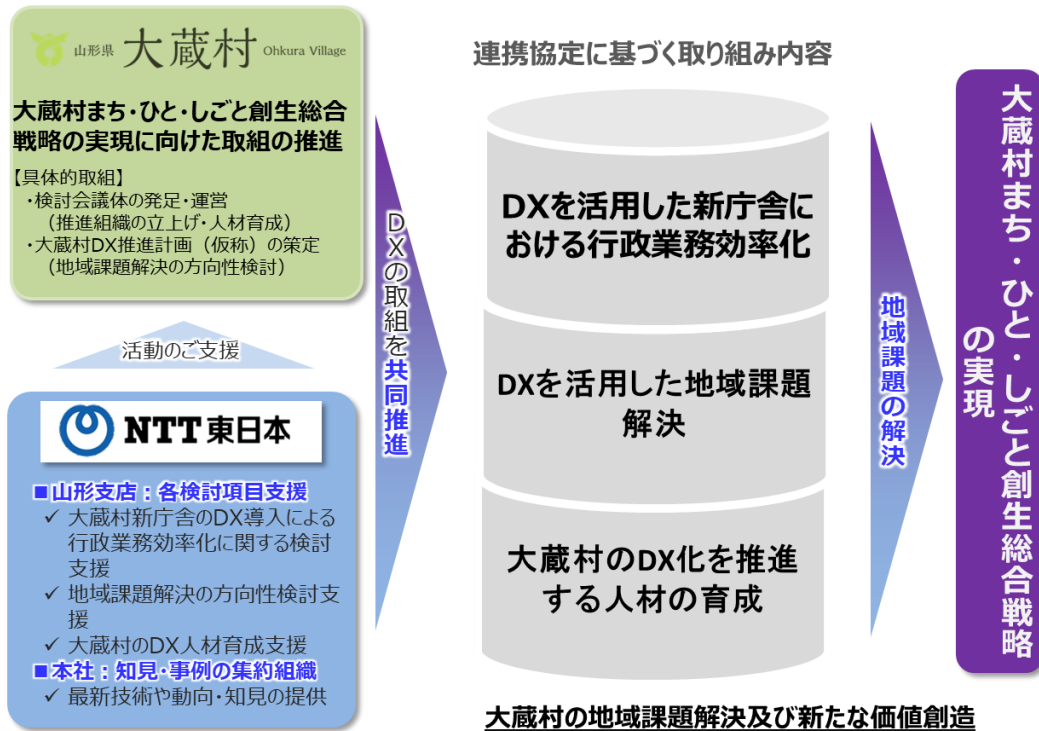 山形県 大蔵村 Ohkura Village
大蔵村まち・ひと・しごと創生総合
戦略の実現に向けた取組の推進
【具体的取組】
・検討会議体の発足・運営
（推進組織の立上げ・人材育成）
・大蔵村DX推進計画（仮称）の策定
（地域課題解決の方向性検討）
活動のご支援
NTT東日本
■山形支店：各検討項目支援
✓ 大蔵村新庁舎のDX導入による
行政業務効率化に関する検討
支援
✓ 地域課題解決の方向性検討支
援
✓ 大蔵村のDX人材育成支援
■本社：知見・事例の集約組織
✓ 最新技術や動向・知見の提供
DXの取組を共同推進
連携協定に基づく取り組み内容
DXを活用した新庁舎に
おける行政業務効率化
DXを活用した地域課題
解決
大蔵村のDX化を推進
する人材の育成
大蔵村の地域課題解決及び新たな価値創造
地域課題の解決
大蔵村まち・ひと・しごと創生総合戦略
の実現